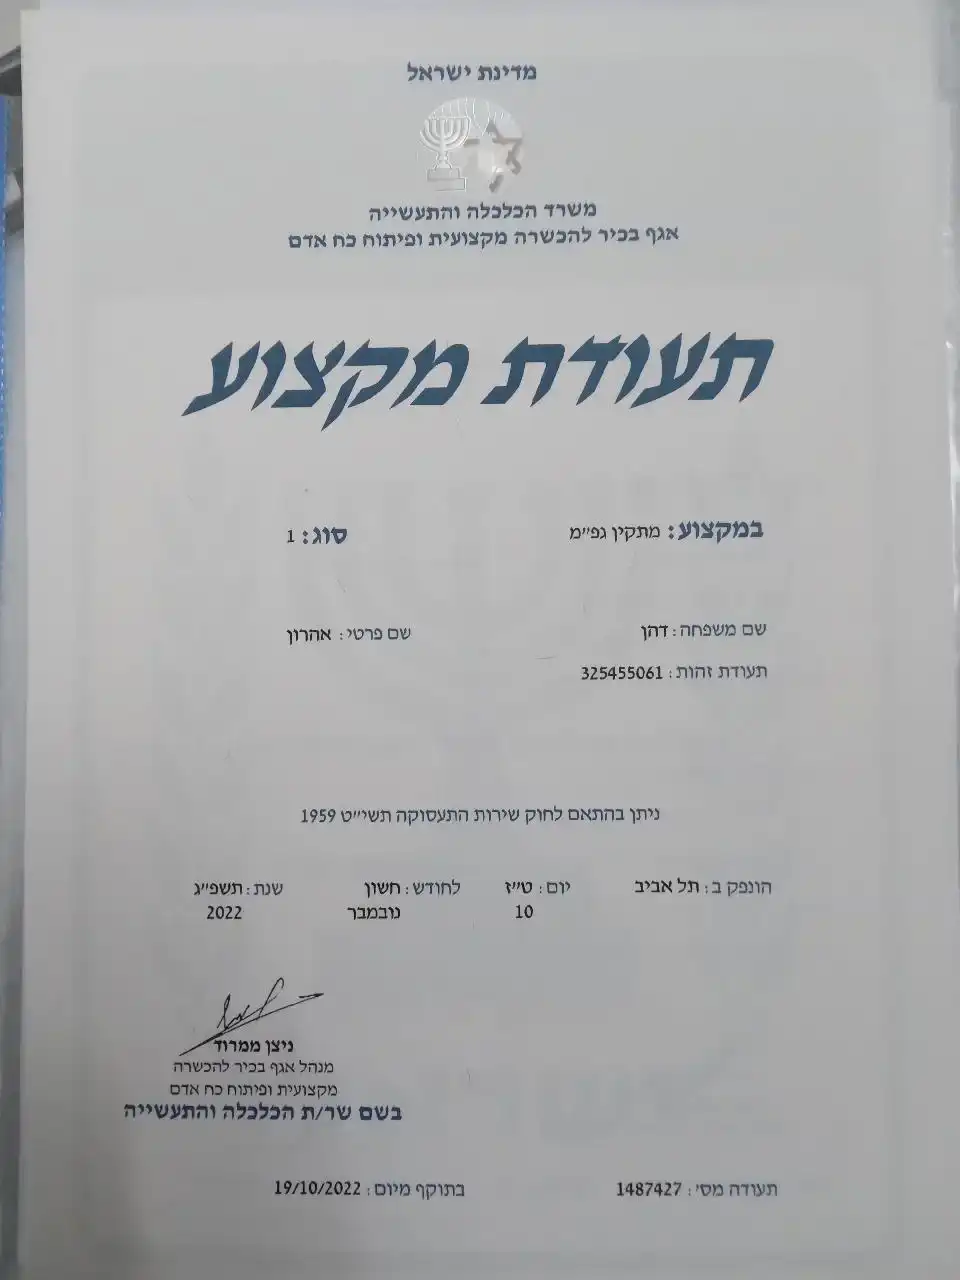 מדינת ישראל
משרד הכלכלה והתעשייה
אגף בכיר להכשרה מקצועית ופיתוח כח אדם
תעודת מקצוע
במקצוע: מתקין גפ״מ סוג: 1
שם משפחה: דהן שם פרטי: אהרון
תעודת זהות: 325455061
ניתן בהתאם לחוק שירות התעסוקה תשי״ט 1959
הונפק ב: תל אביב יום: ט״ז לחודש: חשון שנת: תשפ״ג
10 נובמבר 2022
ניצן ממרוד
מנהל אגף בכיר להכשרה
מקצועית ופיתוח כח אדם
בשם שר/ת הכלכלה והתעשייה
תעודה מס׳: 1487427 בתוקף מיום: 19/10/2022